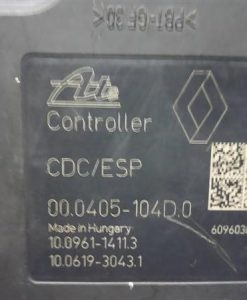 >PBT-GF30<
Ate
Controller
CDC/ESP
00.0405-104D.0
Made in Hungary
10.0961-1411.3
10.0619-3043.1